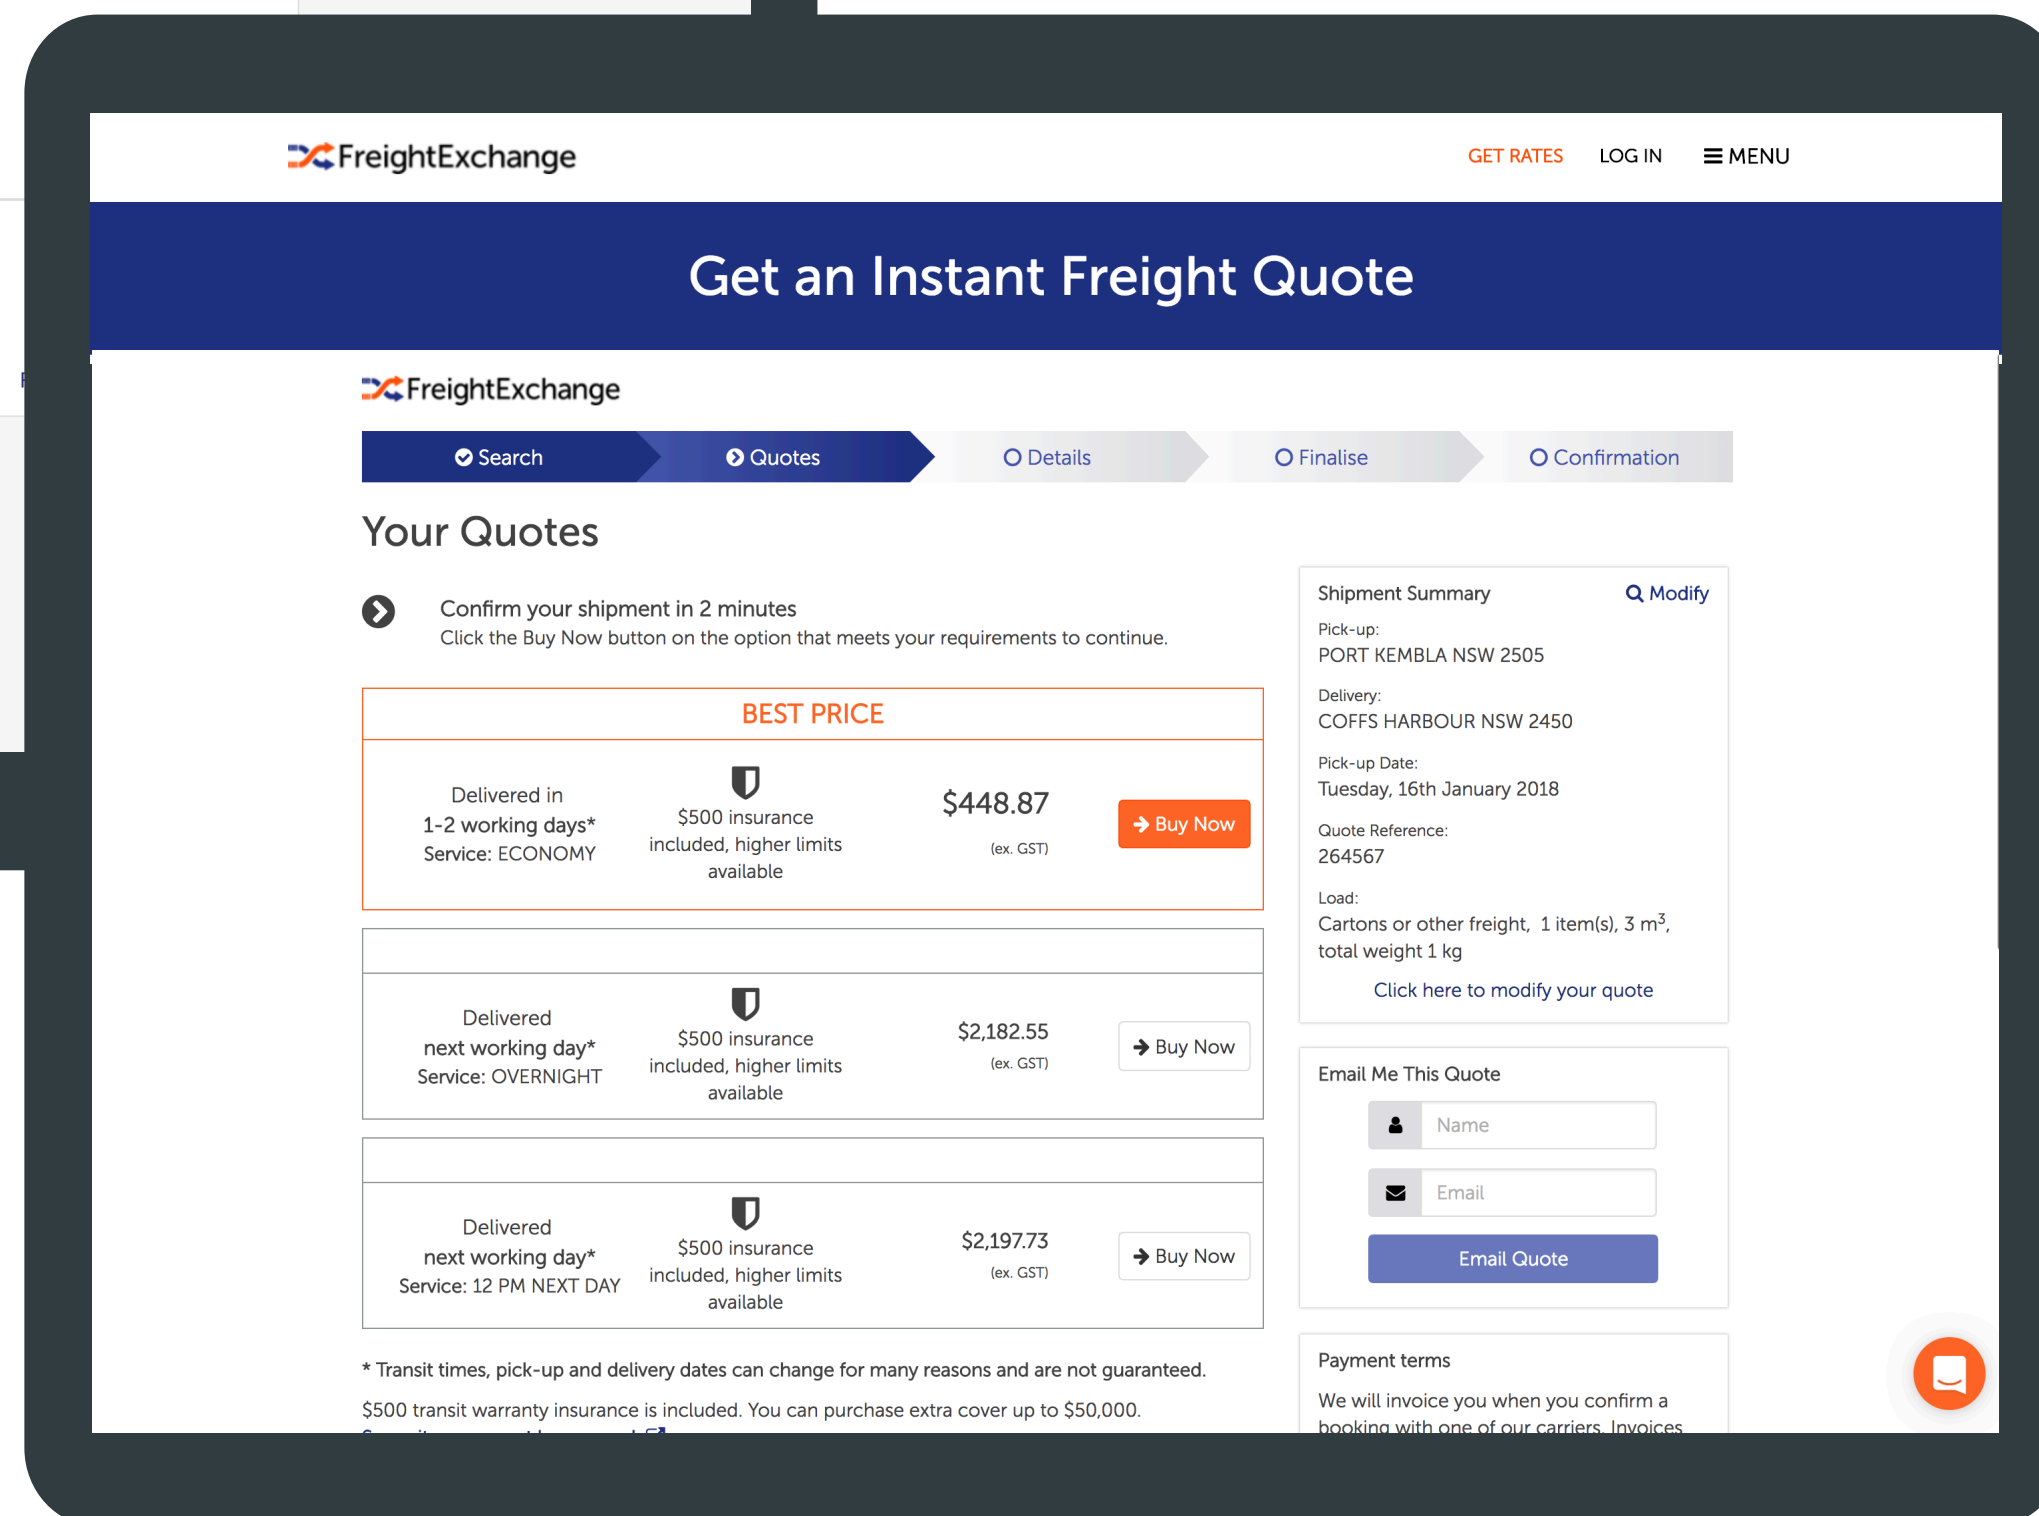 FreightExchange
GET RATES LOG IN MENU
Get an Instant Freight Quote
FreightExchange
Search Quotes Details Finalise Confirmation
Your Quotes
Confirm your shipment in 2 minutes
Click the Buy Now button on the option that meets your requirements to continue.
BEST PRICE
Delivered in
1-2 working days*
Service: ECONOMY
$500 insurance
included, higher limits
available
$448.87
(ex. GST)
Buy Now
Delivered
next working day*
Service: OVERNIGHT
$500 insurance
included, higher limits
available
$2,182.55
(ex. GST)
Buy Now
Delivered
next working day*
Service: 12 PM NEXT DAY
$500 insurance
included, higher limits
available
$2,197.73
(ex. GST)
Buy Now
* Transit times, pick-up and delivery dates can change for many reasons and are not guaranteed.
$500 transit warranty insurance is included. You can purchase extra cover up to $50,000.
Shipment Summary Modify
Pick-up:
PORT KEMBLA NSW 2505
Delivery:
COFFS HARBOUR NSW 2450
Pick-up Date:
Tuesday, 16th January 2018
Quote Reference:
264567
Load:
Cartons or other freight, 1 item(s), 3 m³,
total weight 1 kg
Click here to modify your quote
Email Me This Quote
Name
Email
Email Quote
Payment terms
We will invoice you when you confirm a
booking with one of our carriers. Invoices